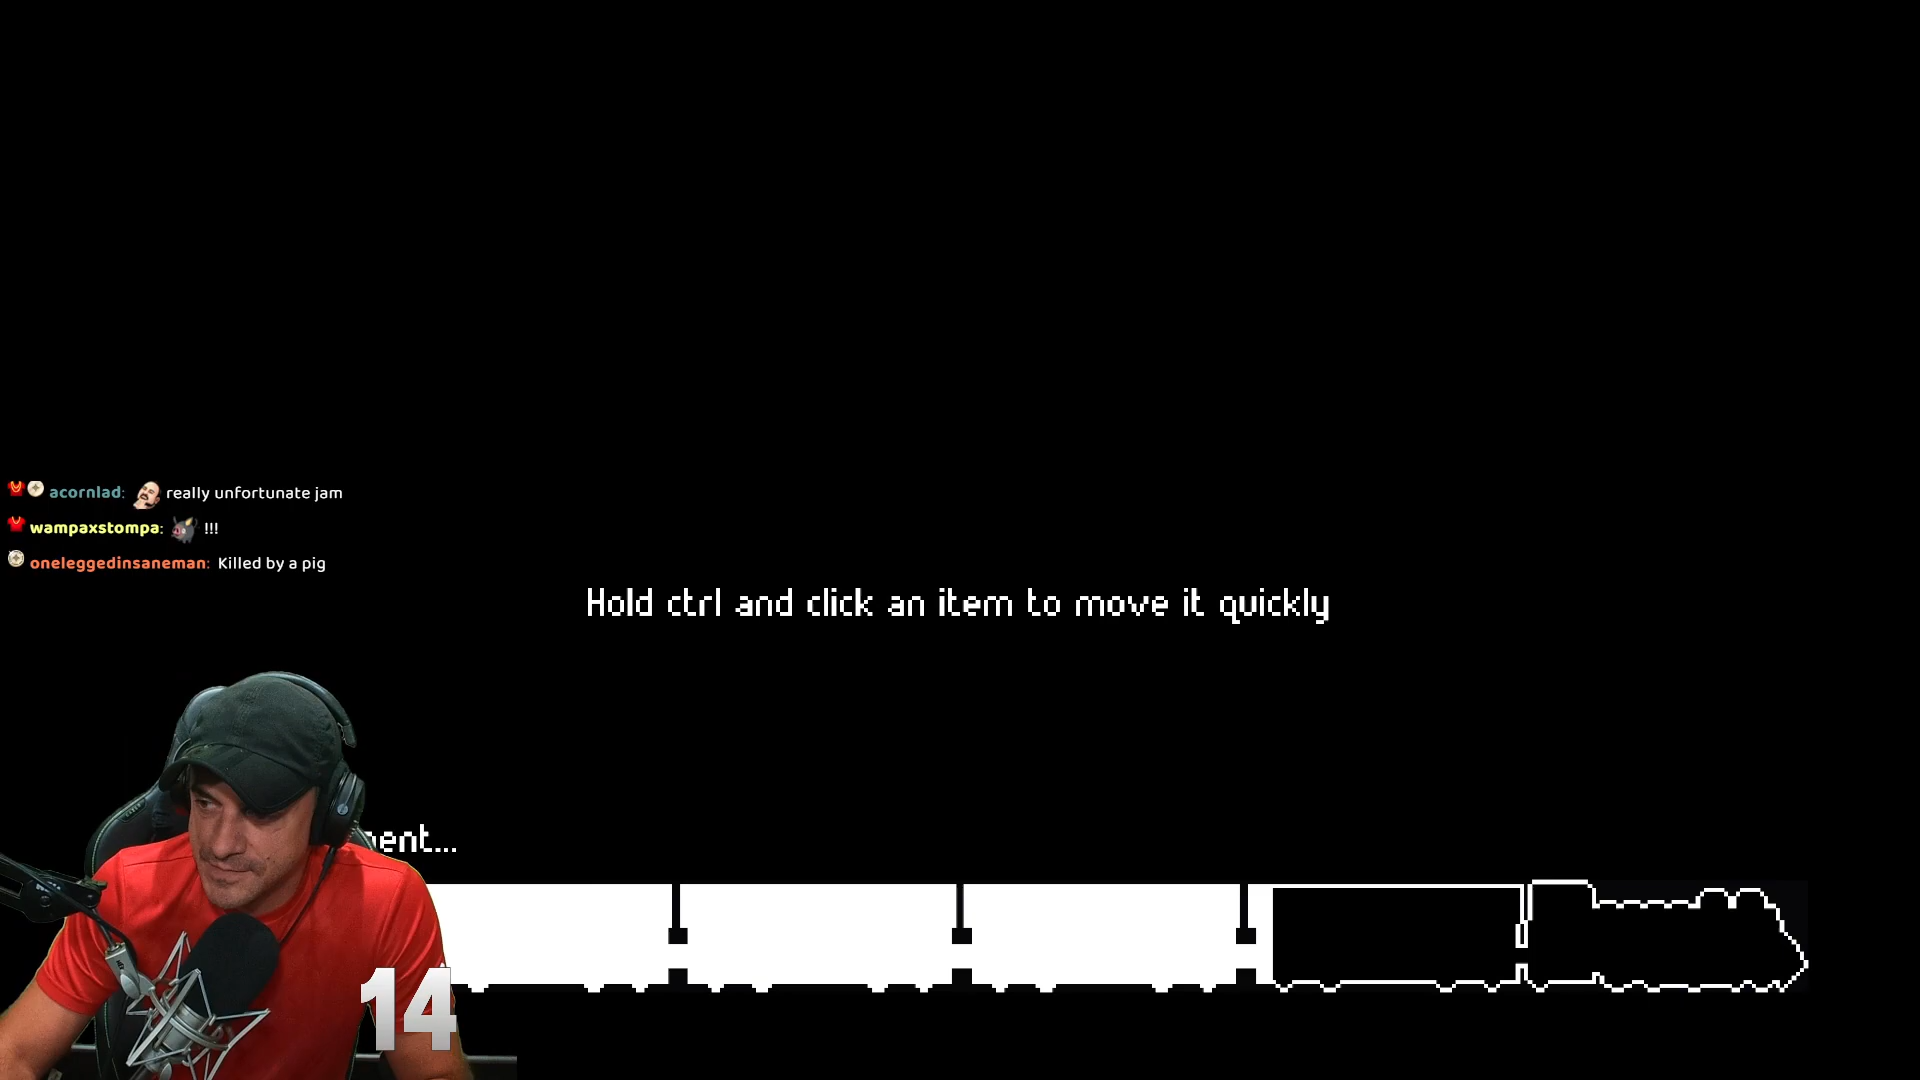 acornlad: really unfortunate jam
wampaxstompa: !!!
oneleggedinsaneman: Killed by a pig
Hold ctrl and click an item to move it quickly
ent...
14